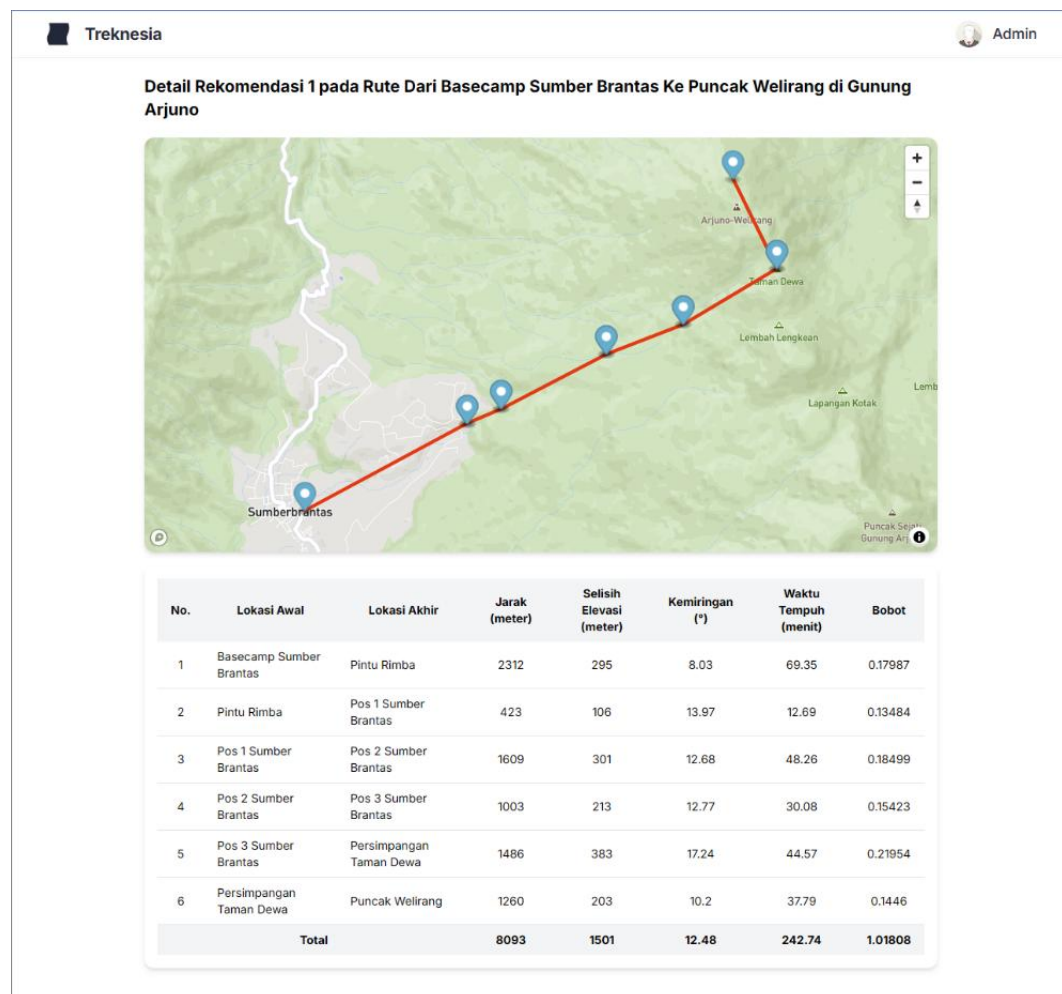 Treknesia
Admin
Detail Rekomendasi 1 pada Rute Dari Basecamp Sumber Brantas Ke Puncak Welirang di Gunung
Arjuno
Arjuno-Welirang
Taman Dewa
Lembah Lengkean
Lemb
Lapangan Kotak
Sumberbrantas
Puncak
Gunung
No. Lokasi Awal Lokasi Akhir Jarak (meter) Selisih Elevasi (meter) Kemiringan (°) Waktu Tempuh (menit) Bobot
1 Basecamp Sumber Brantas Pintu Rimba 2312 295 8.03 69.35 0.17987
2 Pintu Rimba Pos 1 Sumber Brantas 423 106 13.97 12.69 0.13484
3 Pos 1 Sumber Brantas Pos 2 Sumber Brantas 1609 301 12.68 48.26 0.18499
4 Pos 2 Sumber Brantas Pos 3 Sumber Brantas 1003 213 12.77 30.08 0.15423
5 Pos 3 Sumber Brantas Persimpangan Taman Dewa 1486 383 17.24 44.57 0.21954
6 Persimpangan Taman Dewa Puncak Welirang 1260 203 10.2 37.79 0.1446
Total 8093 1501 12.48 242.74 1.01808